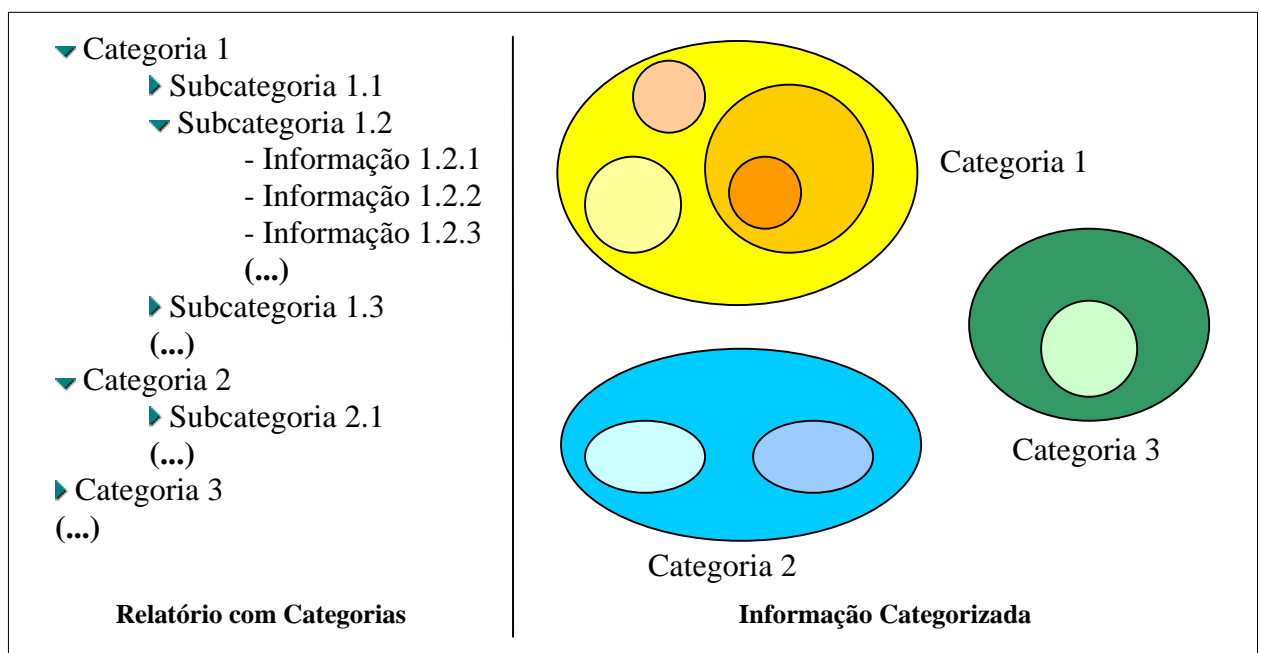 Categoria 1
Subcategoria 1.1
Subcategoria 1.2
- Informação 1.2.1
- Informação 1.2.2
- Informação 1.2.3
(...)
Subcategoria 1.3
(...)
Categoria 2
Subcategoria 2.1
(...)
Categoria 3
(...)
Relatório com Categorias
Categoria 1
Categoria 3
Categoria 2
Informação Categorizada